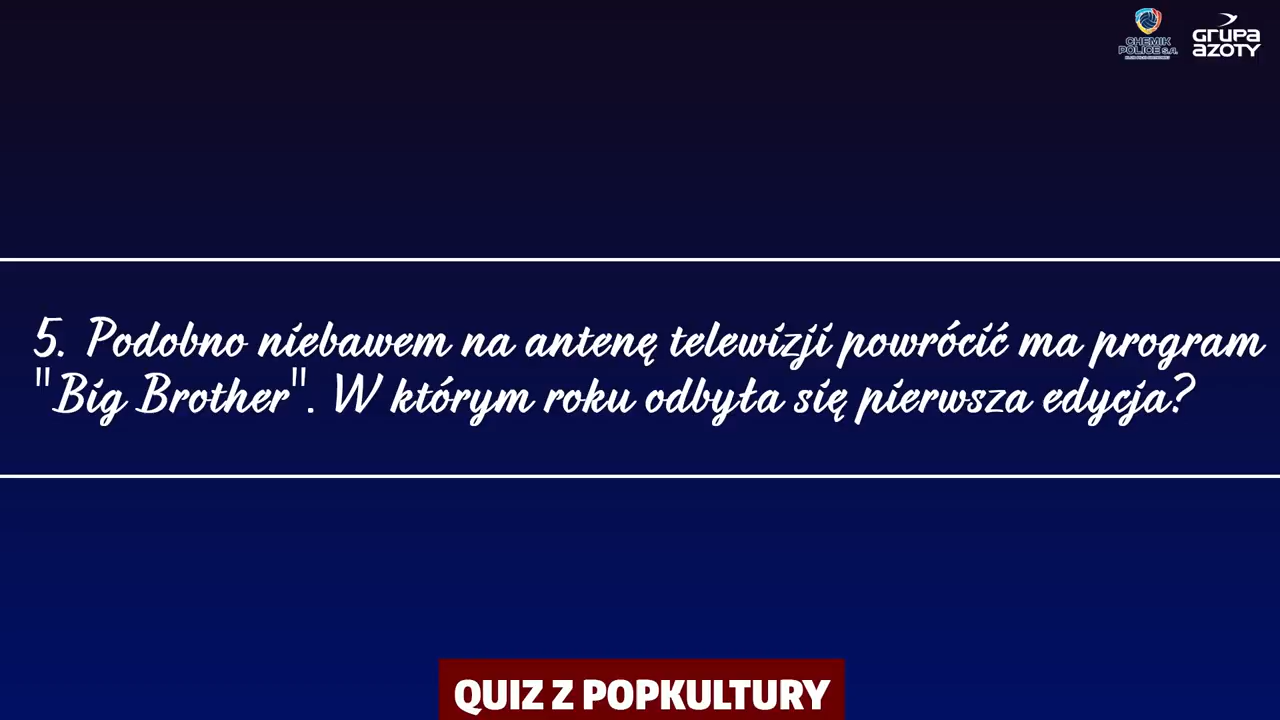 CHEMIK
POLICE S.A.
GRUPA
AZOTY
5. Podobno niebawem na antenę telewizji powrócić ma program
"Big Brother". W którym roku odbyła się pierwsza edycja?
QUIZ Z POPKULTURY